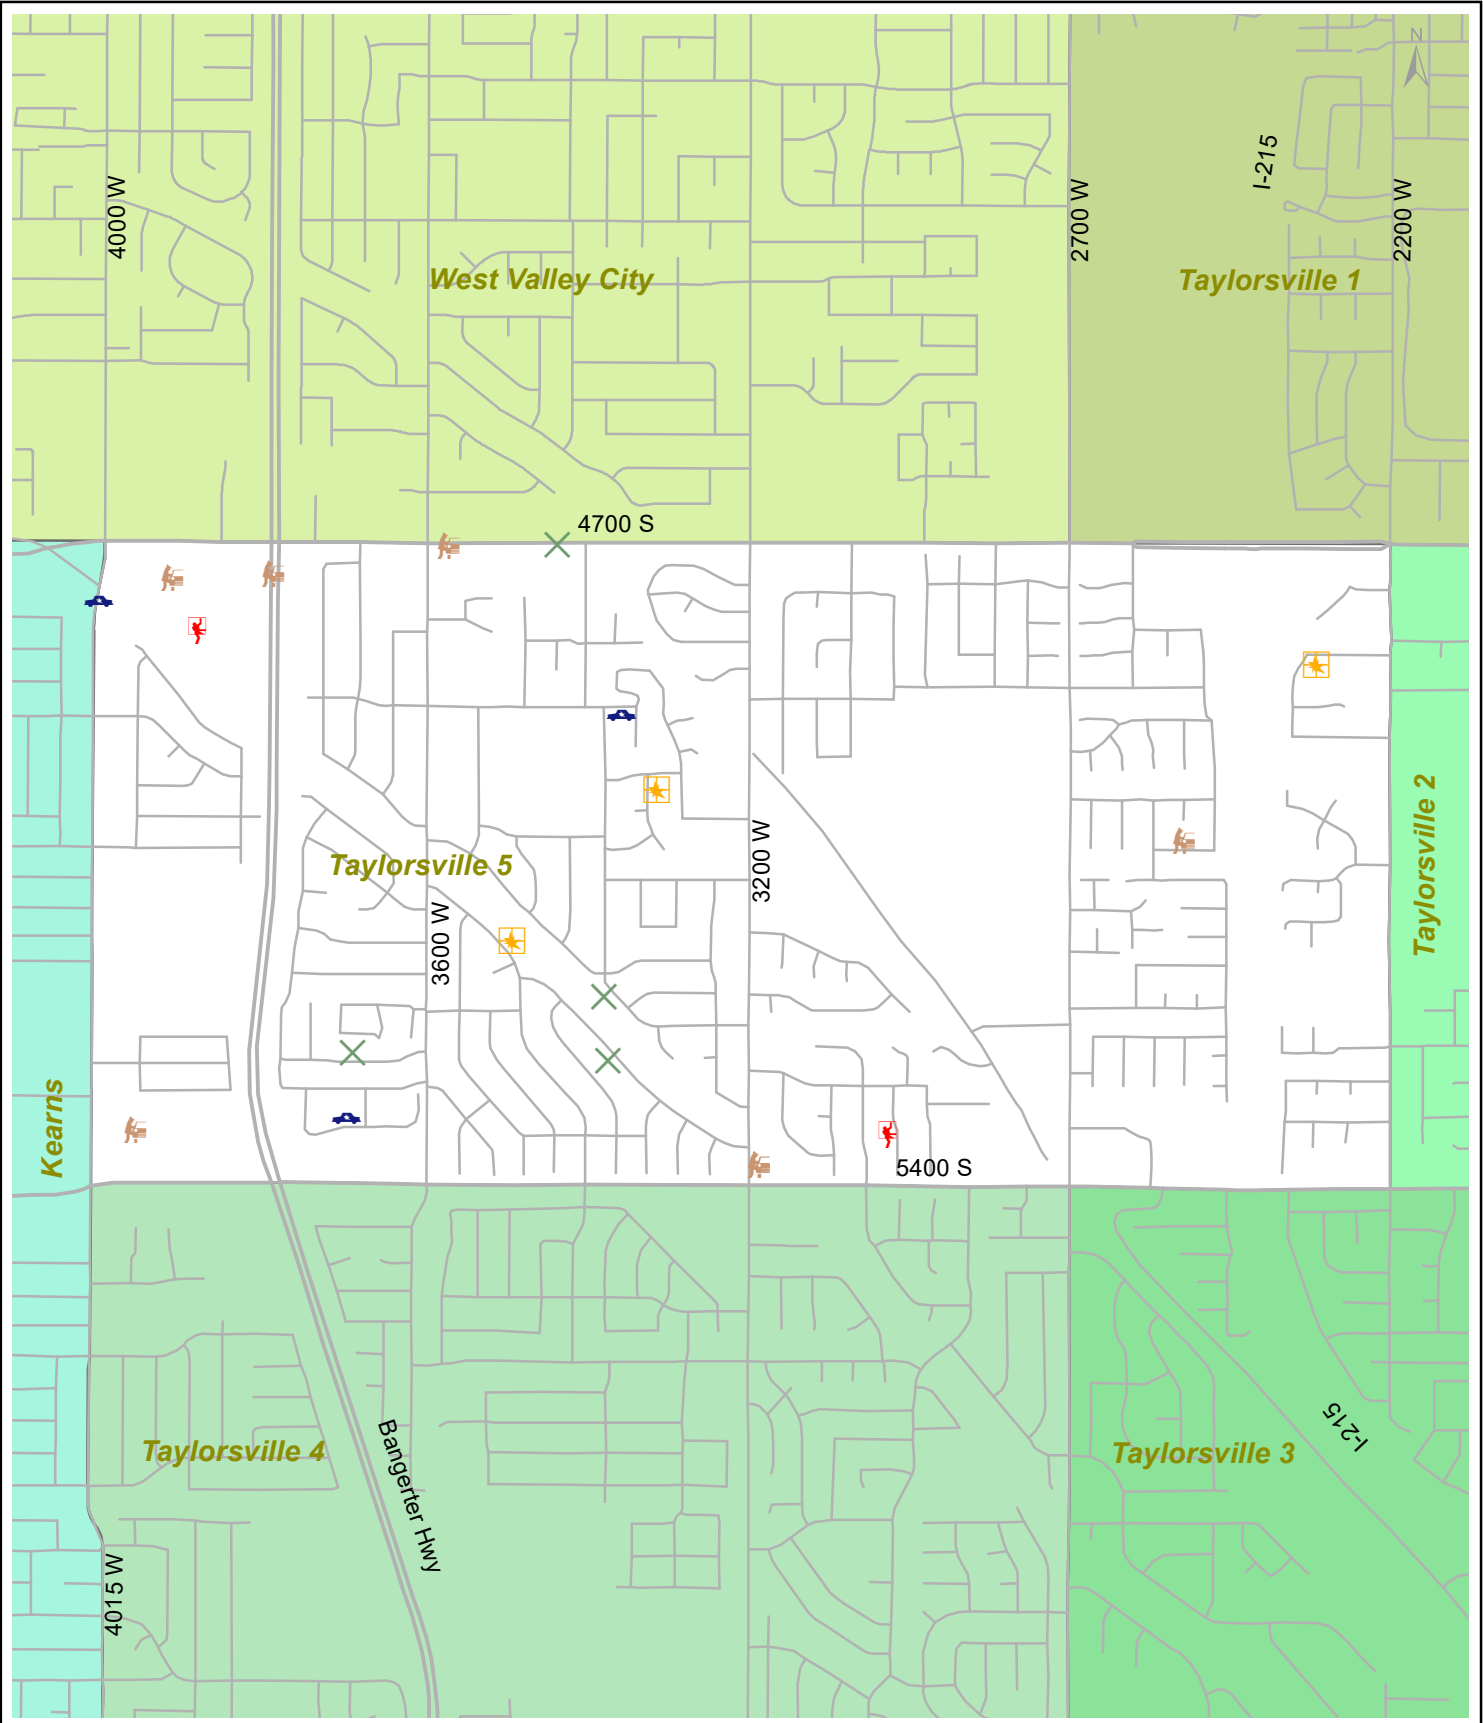 N
I-215
4000 W
2700 W
2200 W
West Valley City
Taylorsville 1
4700 S
Taylorsville 2
3200 W
Taylorsville 5
3600 W
Kearns
5400 S
I-215
Taylorsville 4
Bangerter Hwy
Taylorsville 3
4015 W